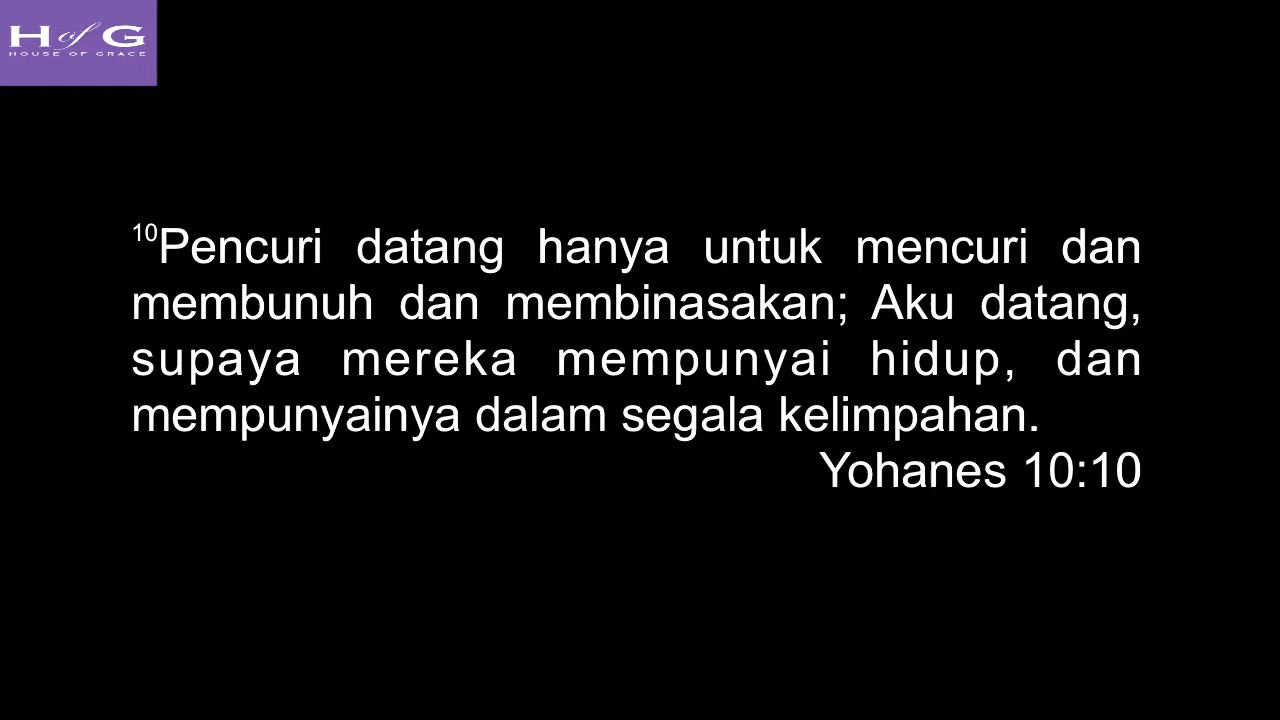 H of G
HOUSE OF GRACE
10Pencuri datang hanya untuk mencuri dan
membunuh dan membinasakan; Aku datang,
supaya mereka mempunyai hidup, dan
mempunyainya dalam segala kelimpahan.
Yohanes 10:10